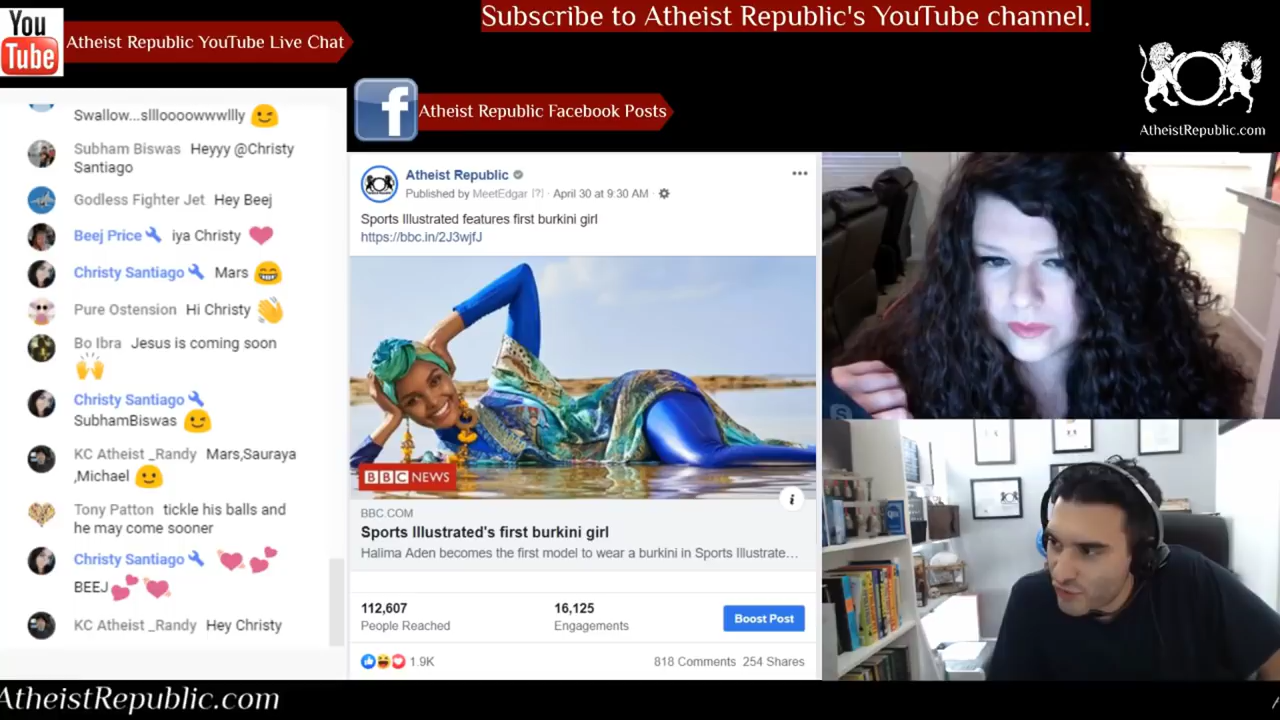 Subscribe to Atheist Republic's YouTube channel.
You
Tube
Atheist Republic YouTube Live Chat
AtheistRepublic.com
f
Atheist Republic Facebook Posts
Swallow...sllloooowwwllly
Subham Biswas Heyyy @Christy
Santiago
Godless Fighter Jet Hey Beej
Beej Price iya Christy
Christy Santiago Mars
Pure Ostension Hi Christy
Bo Ibra Jesus is coming soon
Christy Santiago
SubhamBiswas
KC Atheist _Randy Mars,Sauraya
,Michael
Tony Patton tickle his balls and
he may come sooner
Christy Santiago
BEEJ
KC Atheist _Randy Hey Christy
Atheist Republic
Published by MeetEdgar [?] · April 30 at 9:30 AM ·
Sports Illustrated features first burkini girl
https://bbc.in/2J3wjfJ
BBC NEWS
i
BBC.COM
Sports Illustrated's first burkini girl
Halima Aden becomes the first model to wear a burkini in Sports Illustrate...
112,607
People Reached
16,125
Engagements
Boost Post
1.9K
818 Comments 254 Shares
AtheistRepublic.com